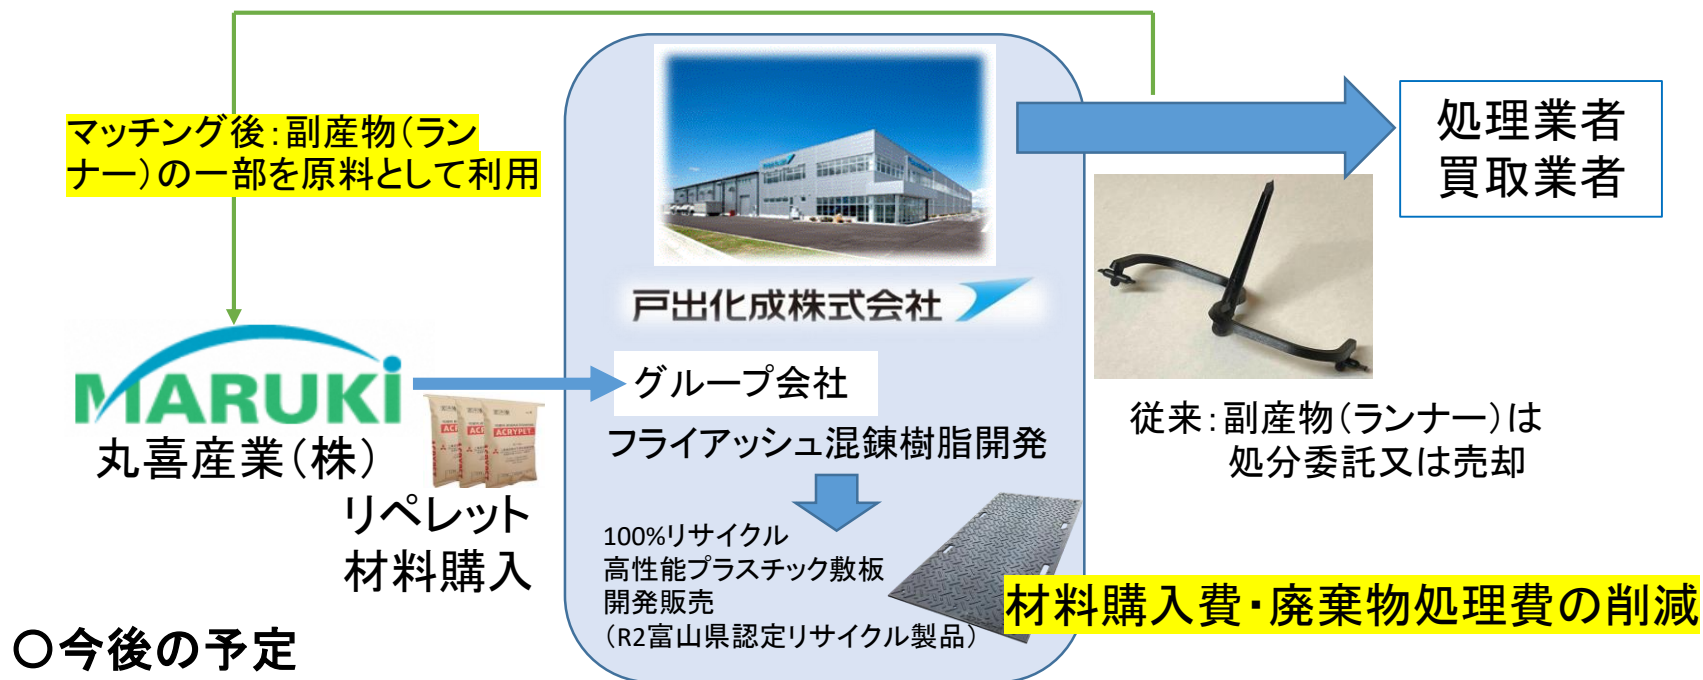 マッチング後：副産物（ラン
ナー）の一部を原料として利用
処理業者
買取業者
戸出化成株式会社
MARUKi
丸喜産業（株）
ACRYPET
リペレット
材料購入
グループ会社
フライアッシュ混錬樹脂開発
100%リサイクル
高性能プラスチック敷板
開発販売
（R2富山県認定リサイクル製品）
従来：副産物（ランナー）は
処分委託又は売却
材料購入費・廃棄物処理費の削減
〇今後の予定